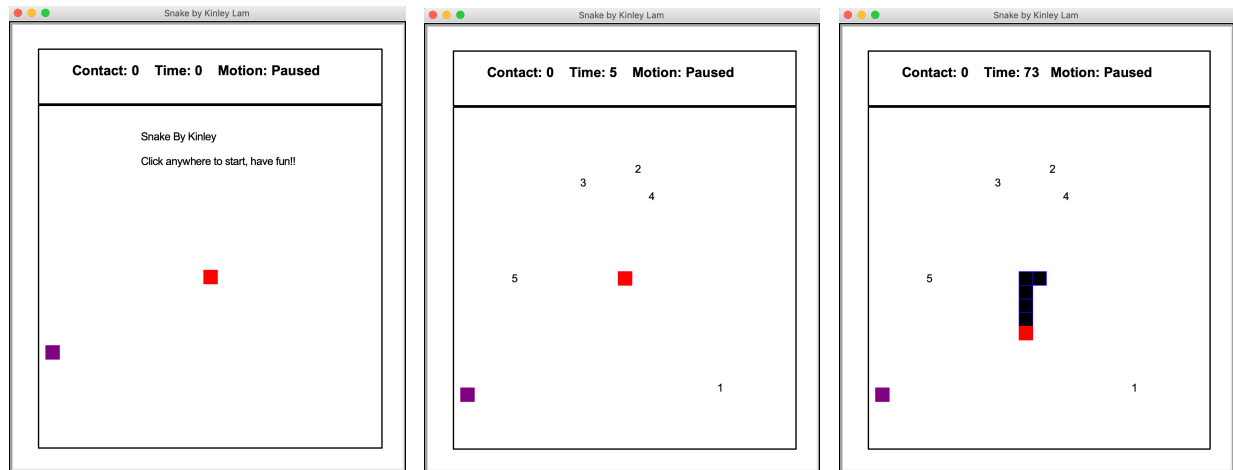 Snake by Kinley Lam
Contact: 0 Time: 0 Motion: Paused
Snake By Kinley
Click anywhere to start, have fun!!
Snake by Kinley Lam
Contact: 0 Time: 5 Motion: Paused
2
3
4
5
1
Snake by Kinley Lam
Contact: 0 Time: 73 Motion: Paused
2
3
4
5
1